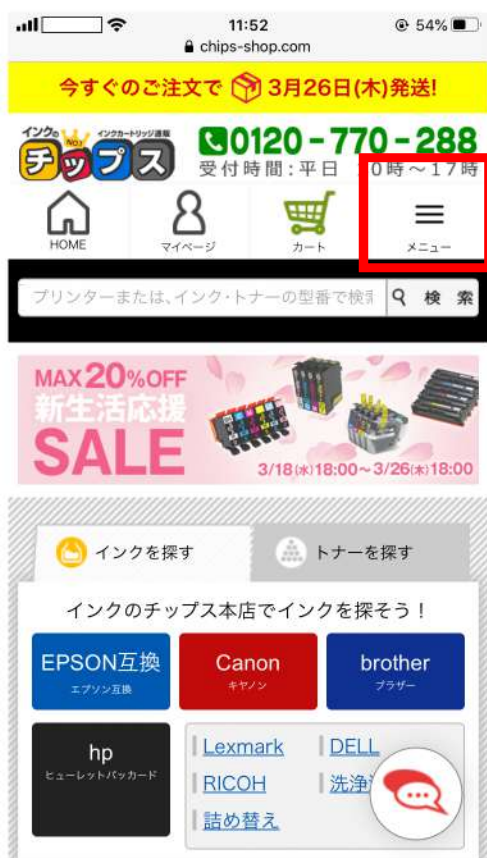 11:52
54%
chips-shop.com
今すぐのご注文で 3月26日(木)発送!
インクの No.1 インクカートリッジ通販
チップス
0120-770-288
受付時間:平日 10時~17時
HOME マイページ カート メニュー
プリンターまたは、インク・トナーの型番で検索 検索
MAX20%OFF
新生活応援
SALE
3/18(水)18:00~3/26(木)18:00
インクを探す トナーを探す
インクのチップス本店でインクを探そう!
EPSON互換 Canon brother
エプソン互換 キヤノン ブラザー
hp
ヒューレットパッカード
Lexmark DELL
RICOH 洗浄
詰め替え